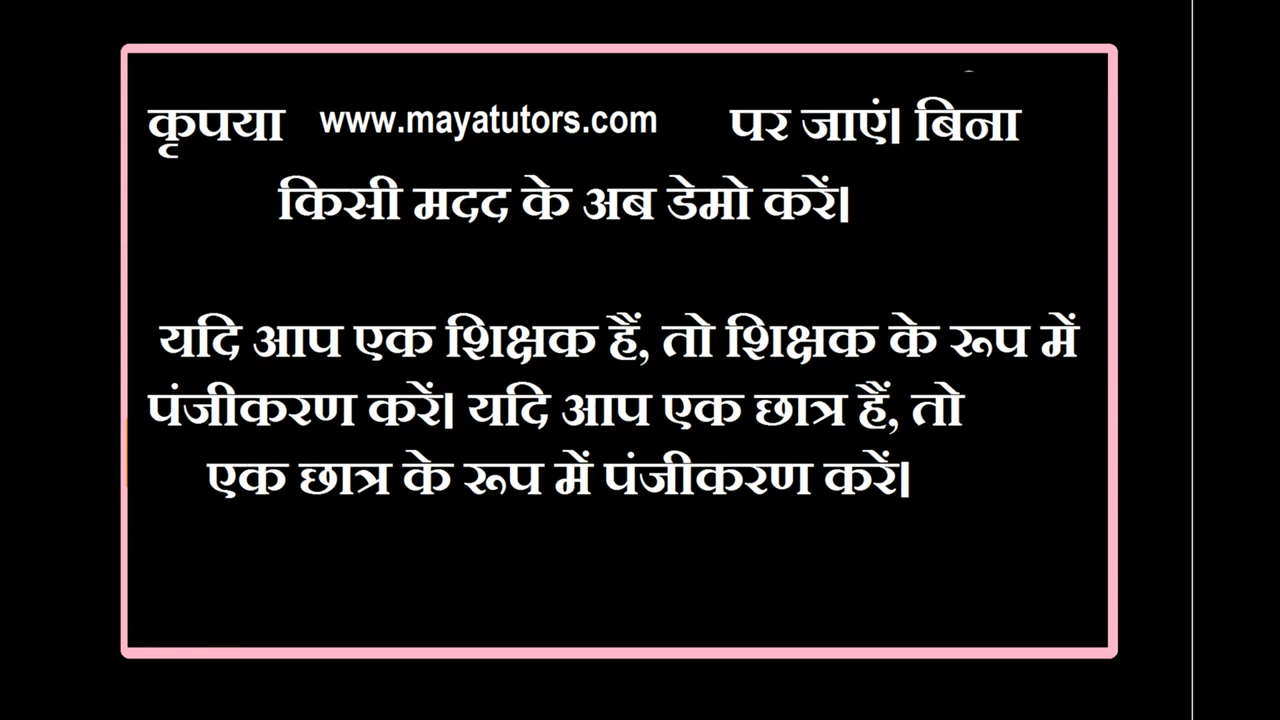 कृपया www.mayatutors.com पर जाएं। बिना
किसी मदद के अब डेमो करें।
यदि आप एक शिक्षक हैं, तो शिक्षक के रूप में
पंजीकरण करें। यदि आप एक छात्र हैं, तो
एक छात्र के रूप में पंजीकरण करें।